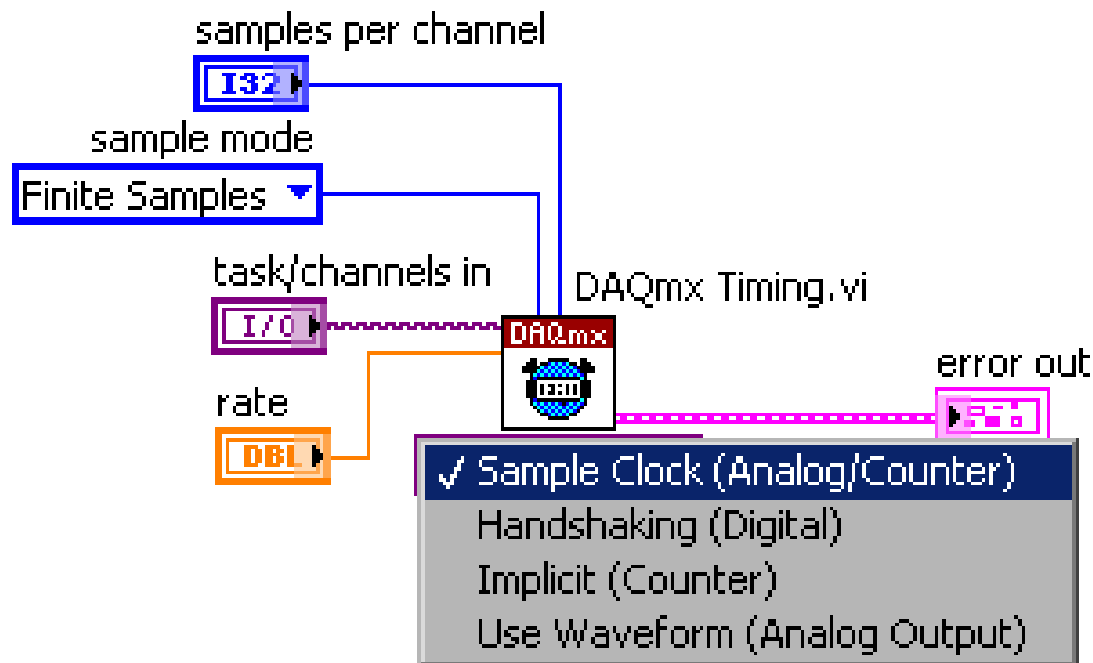 samples per channel
I32
sample mode
Finite Samples
task/channels in
DAQmx Timing.vi
I/O
DAQmx
error out
rate
DBL
Sample Clock (Analog/Counter)
Handshaking (Digital)
Implicit (Counter)
Use Waveform (Analog Output)